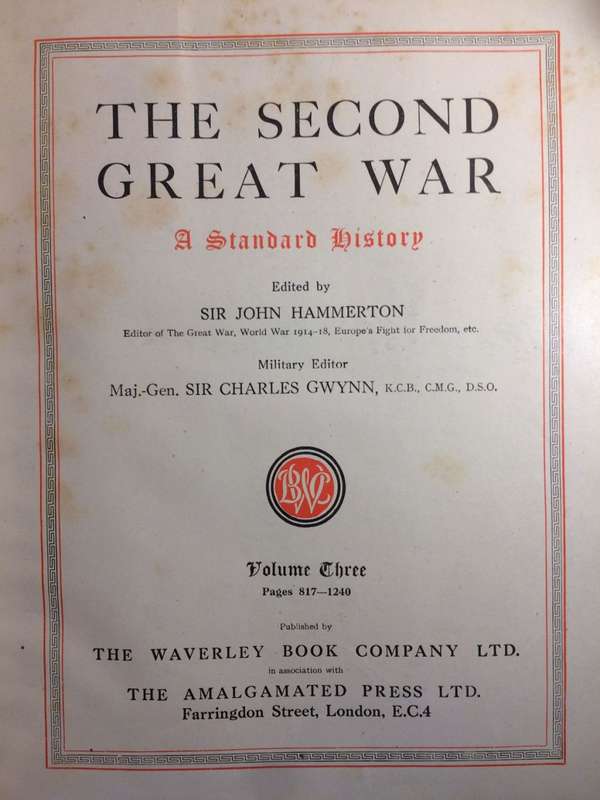 THE SECOND
GREAT WAR
A Standard History
Edited by
SIR JOHN HAMMERTON
Editor of The Great War, World War 1914-18, Europe's Fight for Freedom, etc.
Military Editor
Maj.-Gen. SIR CHARLES GWYNN, K.C.B., C.M.G., D.S.O.
WBC
Volume Three
Pages 817—1240
Published by
THE WAVERLEY BOOK COMPANY LTD.
in association with
THE AMALGAMATED PRESS LTD.
Farringdon Street, London, E.C.4